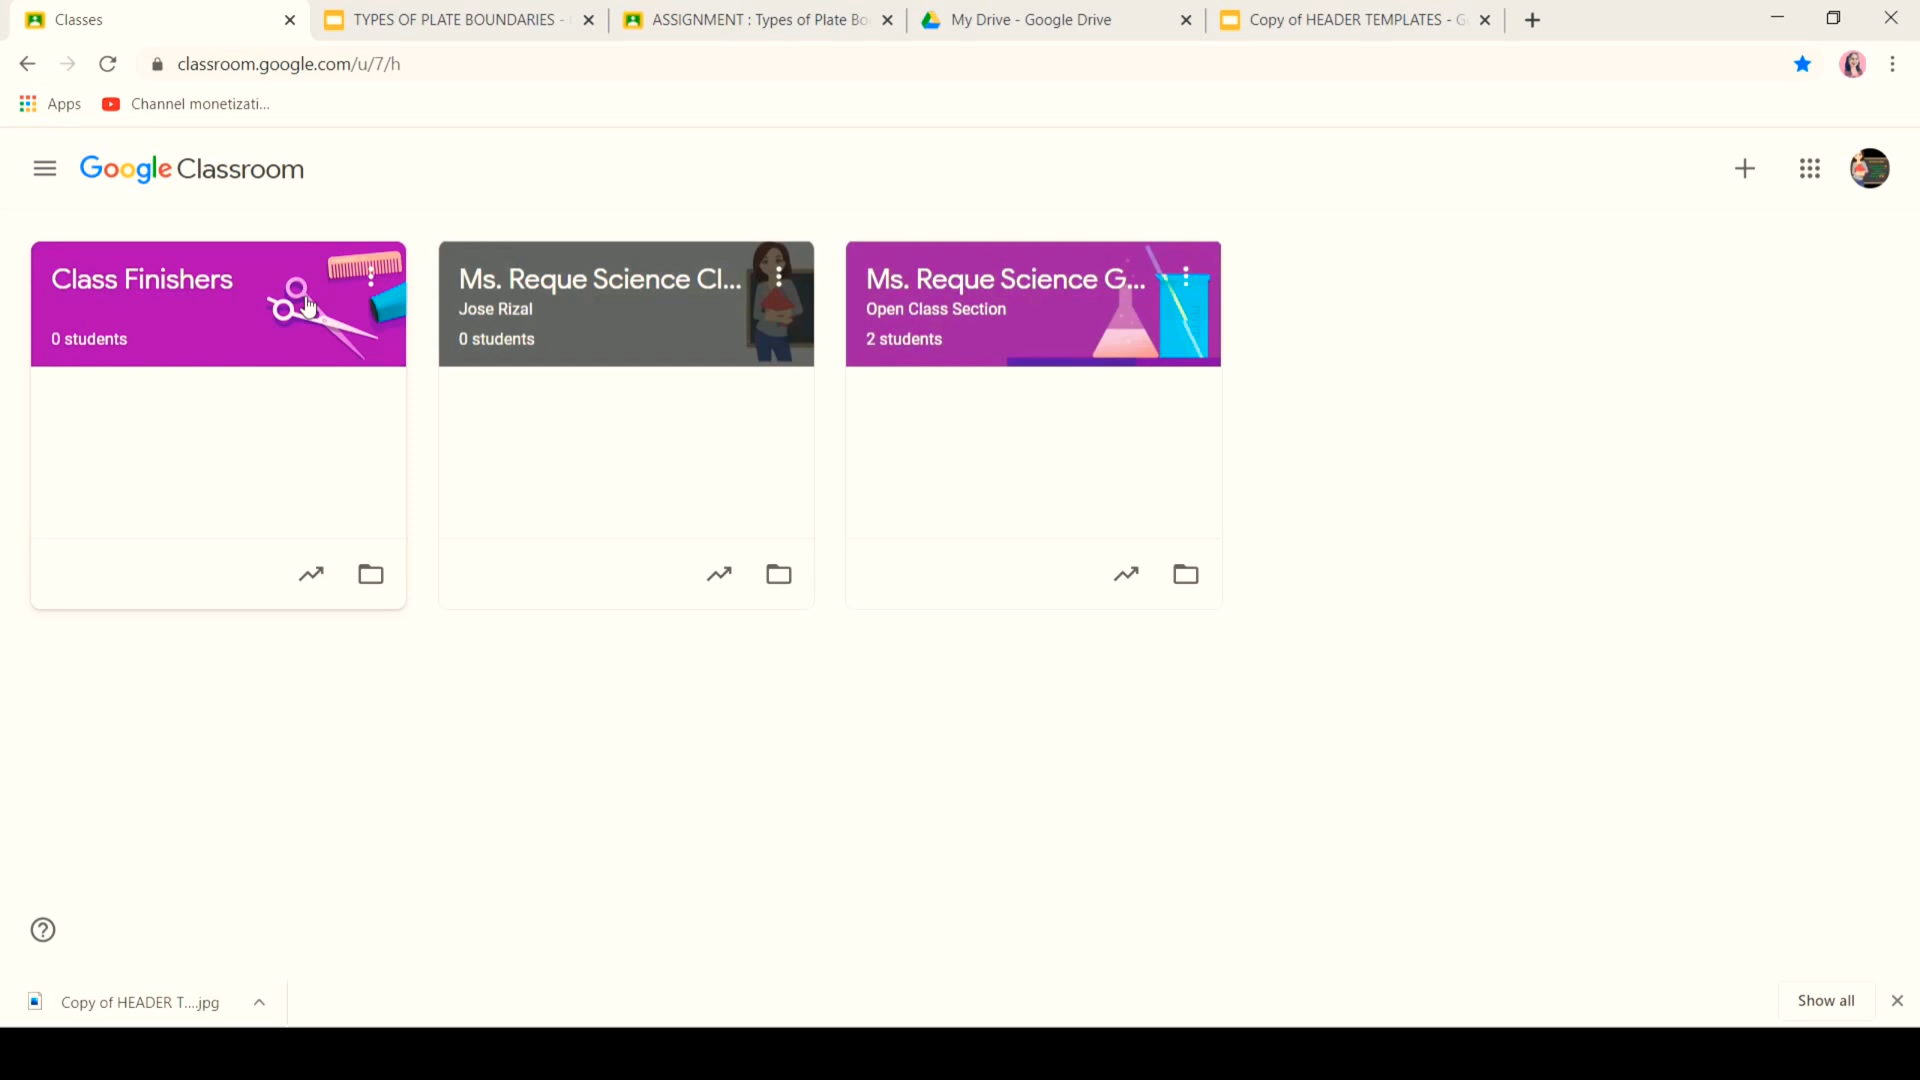 Classes
TYPES OF PLATE BOUNDARIES -
ASSIGNMENT : Types of Plate Bo
My Drive - Google Drive
Copy of HEADER TEMPLATES - G
classroom.google.com/u/7/h
Apps
Channel monetizati...
Google Classroom
Class Finishers
0 students
Ms. Reque Science Cl...
Jose Rizal
0 students
Ms. Reque Science G...
Open Class Section
2 students
Copy of HEADER T....jpg
Show all